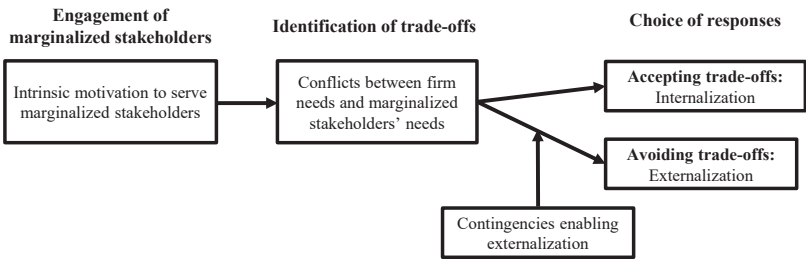 Engagement of
marginalized stakeholders
Identification of trade-offs
Choice of responses
Intrinsic motivation to serve
marginalized stakeholders
Conflicts between firm
needs and marginalized
stakeholders’ needs
Accepting trade-offs:
Internalization
Avoiding trade-offs:
Externalization
Contingencies enabling
externalization